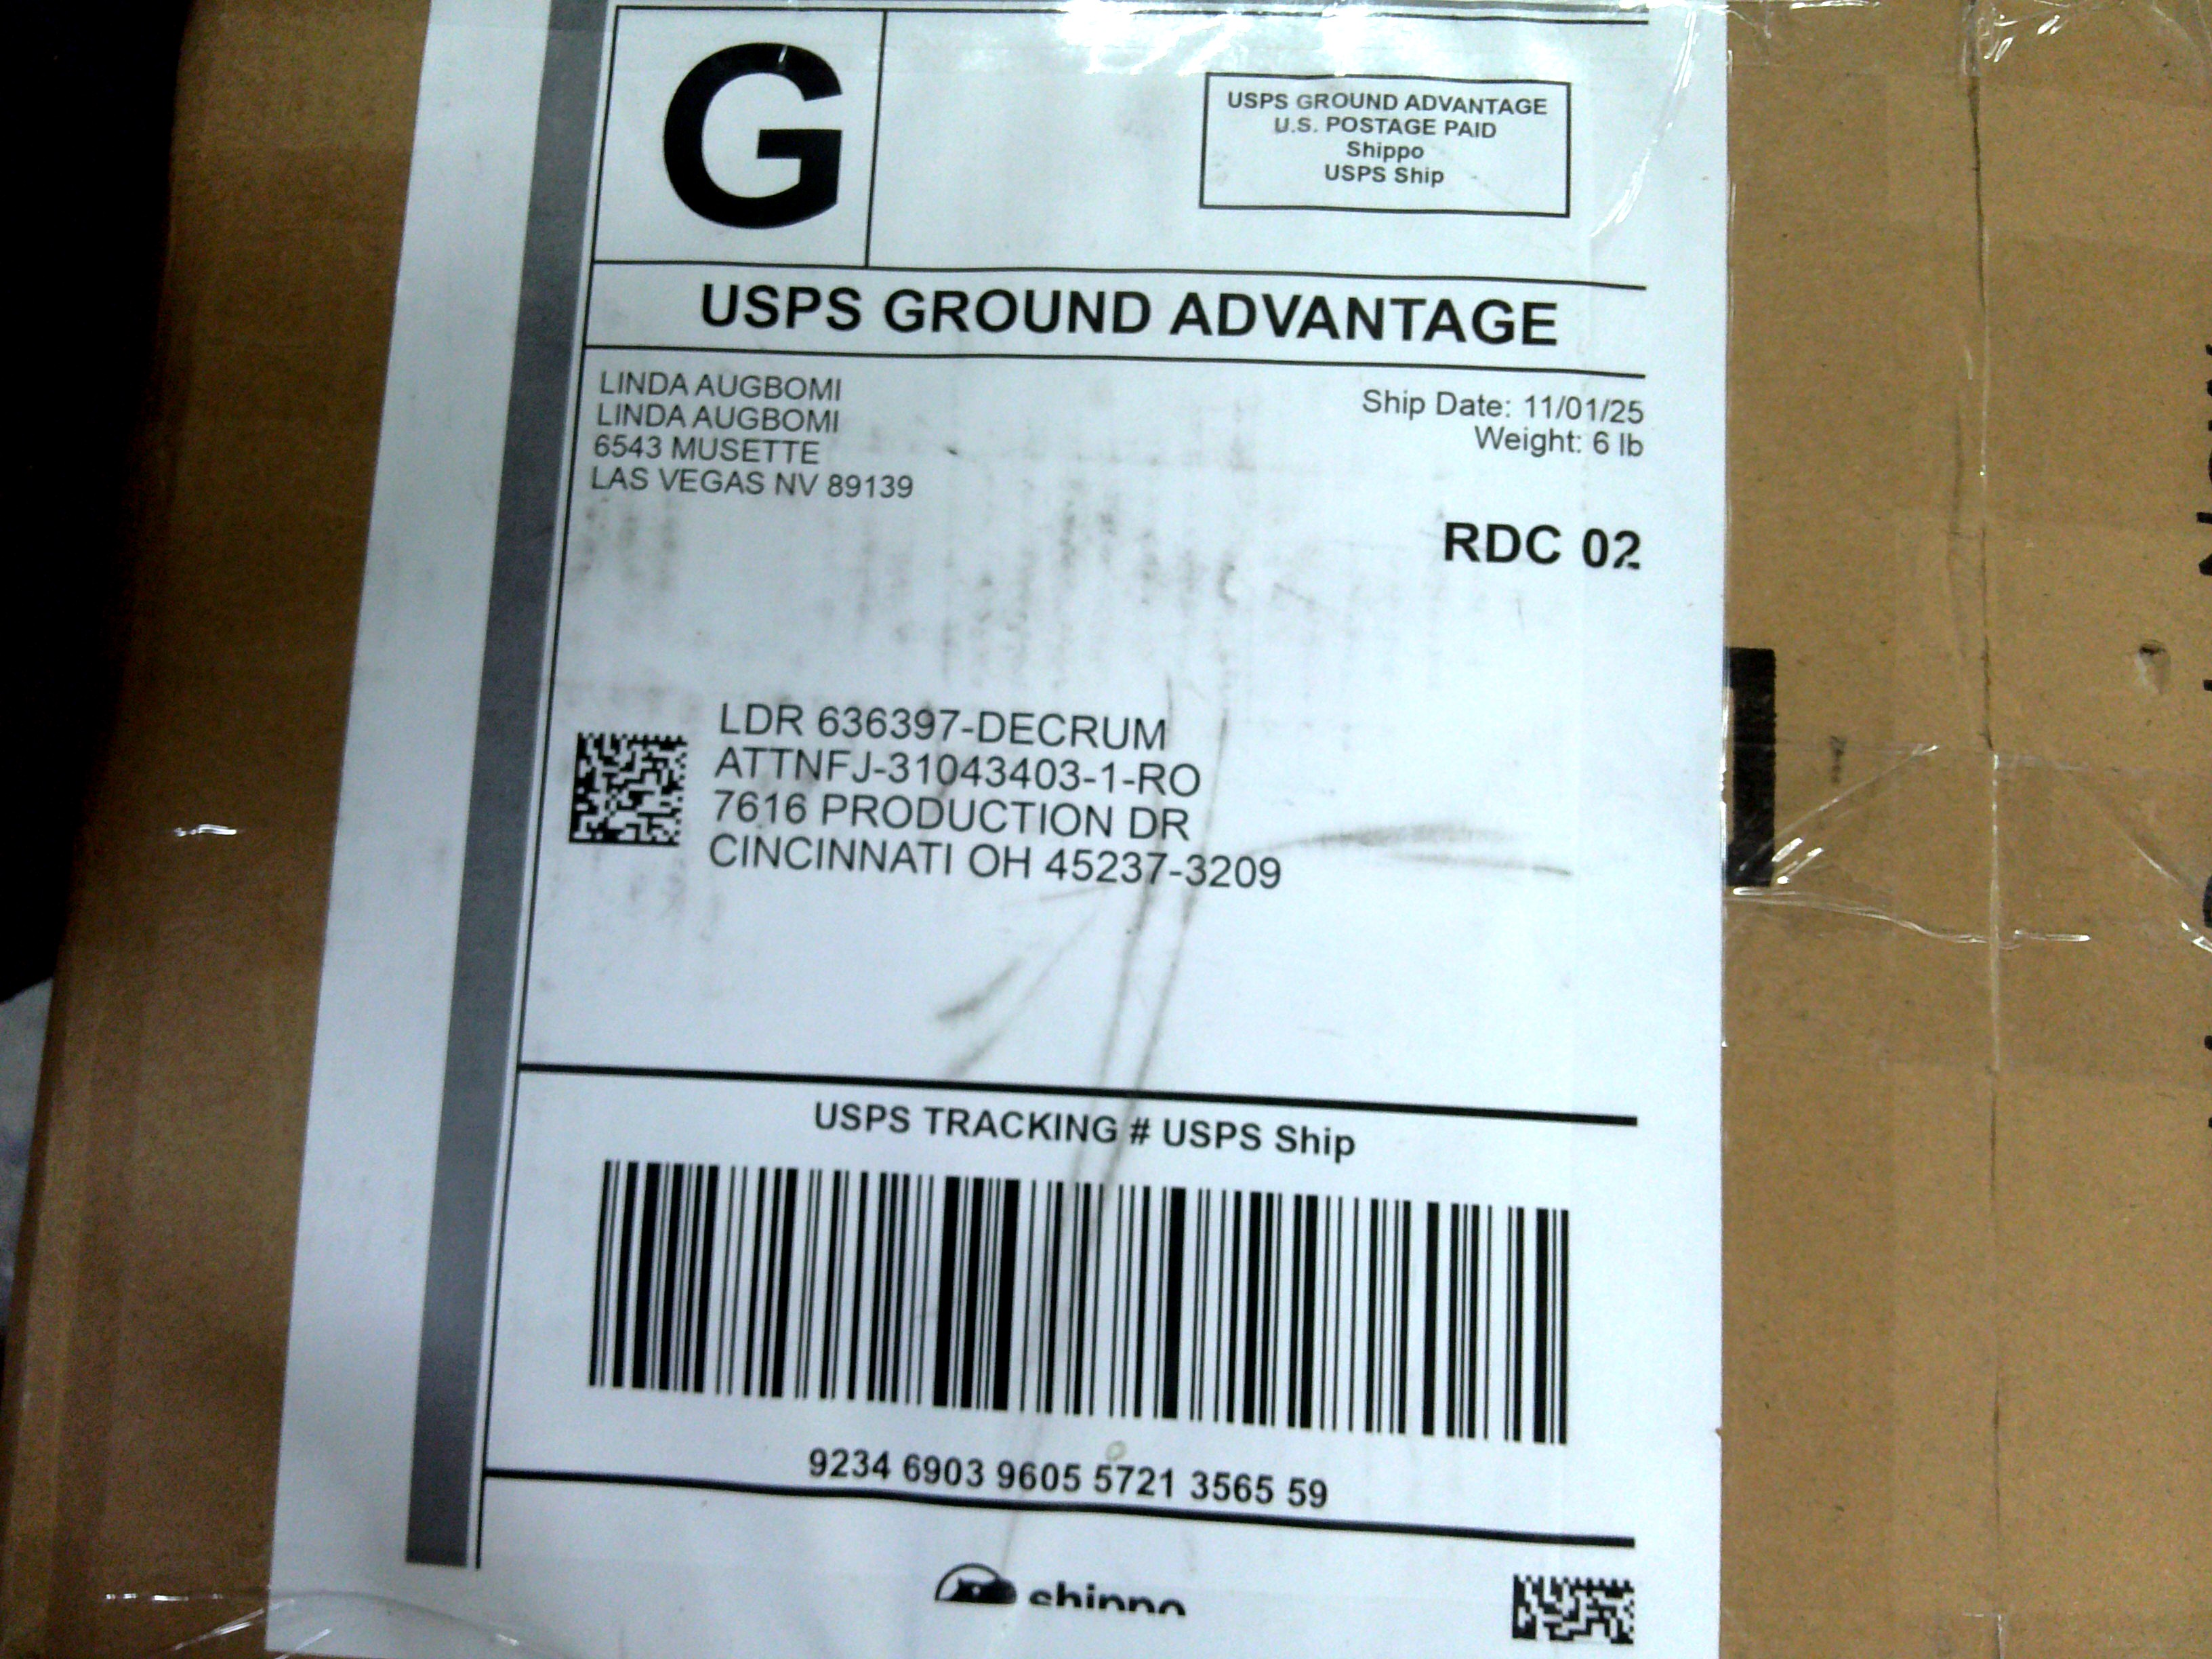 G
USPS GROUND ADVANTAGE
U.S. POSTAGE PAID
Shippo
USPS Ship
USPS GROUND ADVANTAGE
LINDA AUGBOMI
LINDA AUGBOMI
6543 MUSETTE
LAS VEGAS NV 89139
Ship Date: 11/01/25
Weight: 6 lb
RDC 02
LDR 636397-DECRUM
ATTNFJ-31043403-1-RO
7616 PRODUCTION DR
CINCINNATI OH 45237-3209
USPS TRACKING # USPS Ship
9234 6903 9605 5721 3565 59
shippo